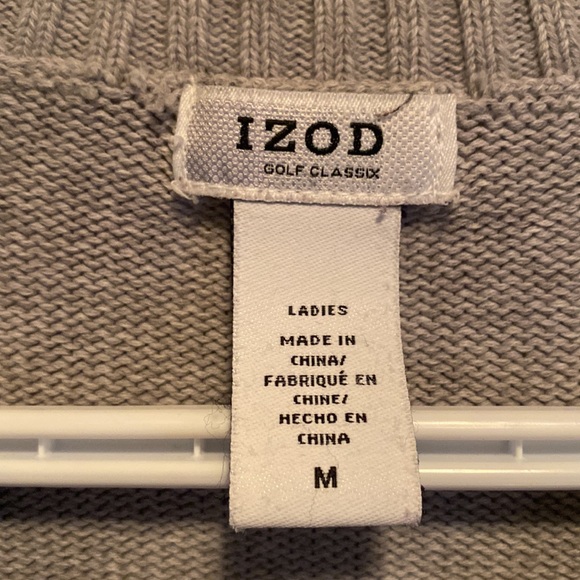 IZOD
GOLF CLASSIX
LADIES
MADE IN
CHINA/
FABRIQUÉ EN
CHINE/
HECHO EN
CHINA
M